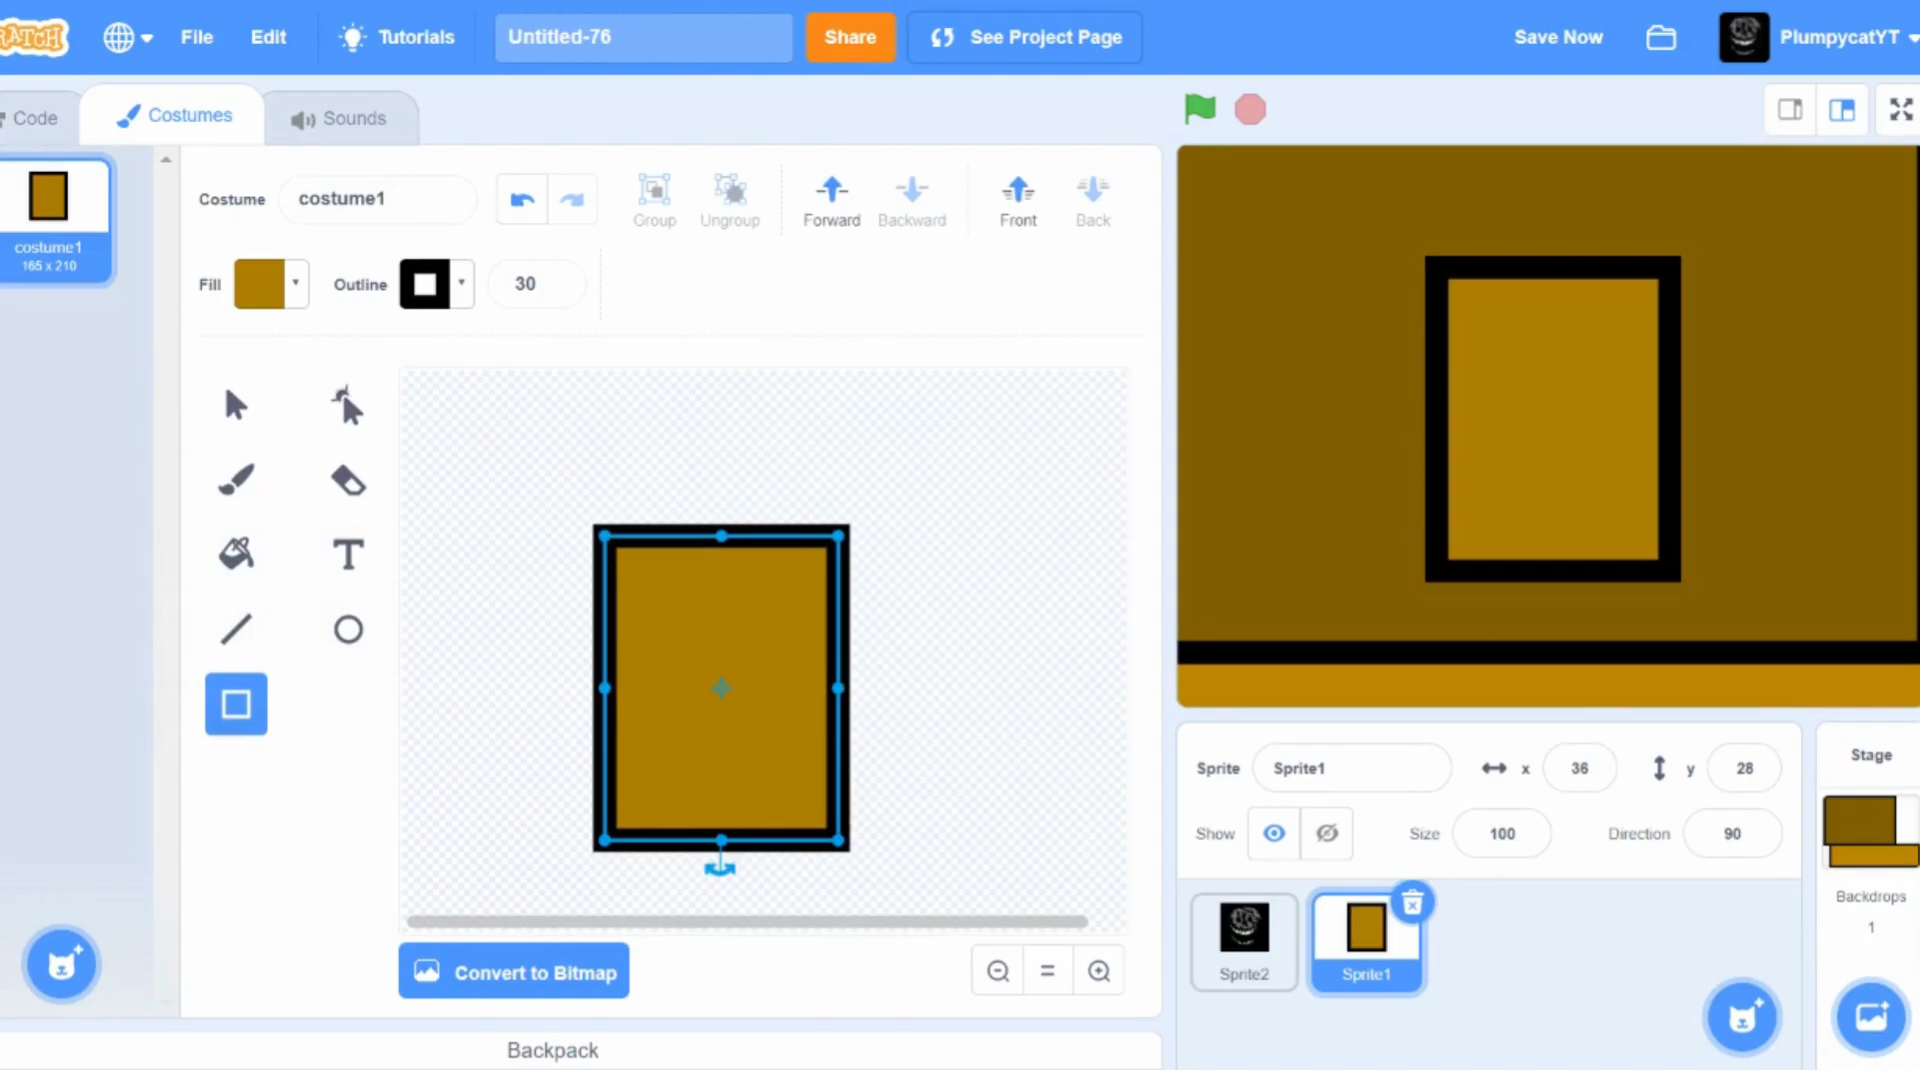 RATCH
File
Edit
Tutorials
Untitled-76
Share
See Project Page
Save Now
PlumpycatYT
Code
Costumes
Sounds
Costume
costume1
Group
Ungroup
Forward
Backward
Front
Back
costume1
165 x 210
Fill
Outline
30
Convert to Bitmap
Backpack
Sprite
Sprite1
x
36
y
28
Show
Size
100
Direction
90
Sprite2
Sprite1
Stage
Backdrops
1